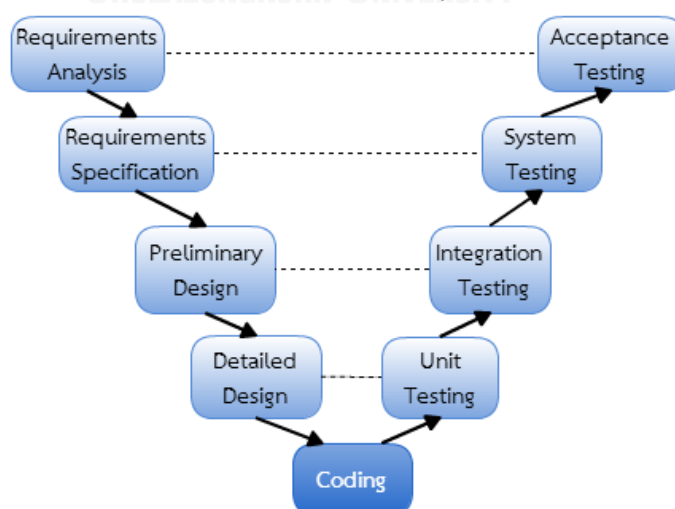 Requirements
Analysis
Acceptance
Testing
Requirements
Specification
System
Testing
Preliminary
Design
Integration
Testing
Detailed
Design
Unit
Testing
Coding